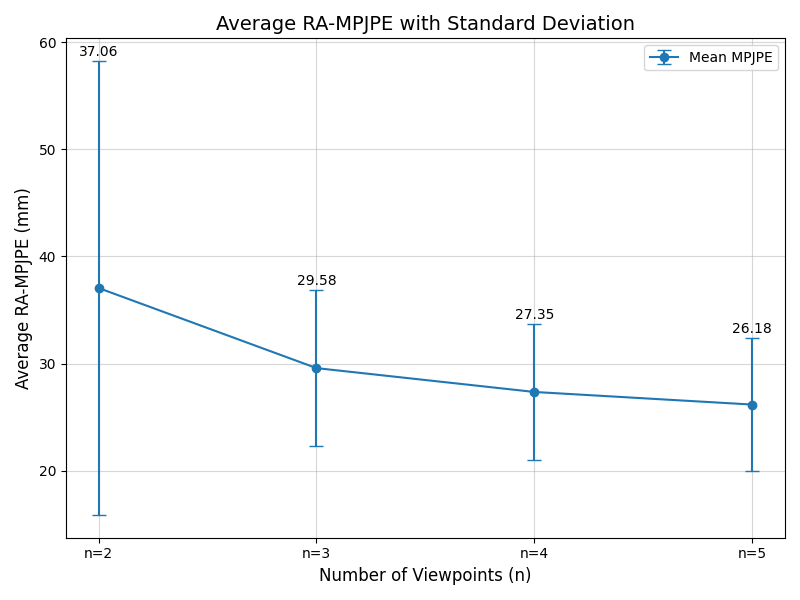 Average RA-MPJPE with Standard Deviation
Mean MPJPE
37.06
29.58
27.35
26.18
60
50
40
30
20
Average RA-MPJPE (mm)
n=2
n=3
n=4
n=5
Number of Viewpoints (n)